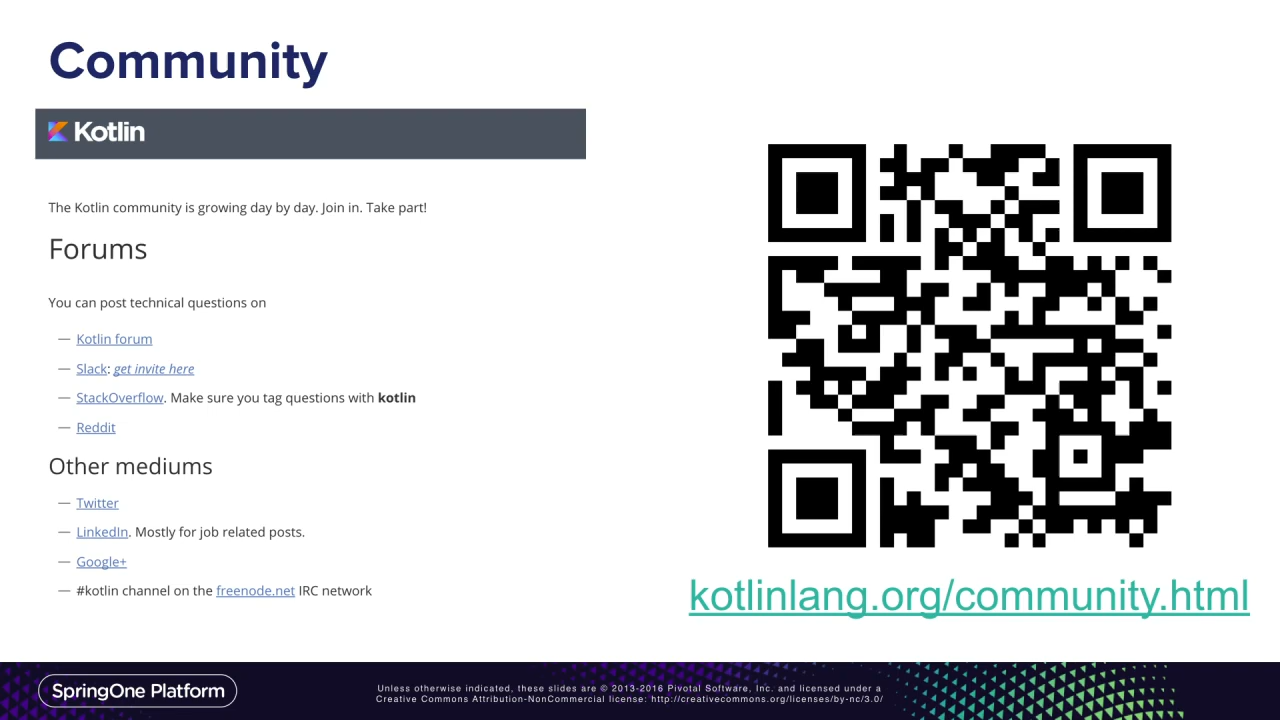 Community
Kotlin
The Kotlin community is growing day by day. Join in. Take part!
Forums
You can post technical questions on
— Kotlin forum
— Slack: get invite here
— StackOverflow. Make sure you tag questions with kotlin
— Reddit
Other mediums
— Twitter
— LinkedIn. Mostly for job related posts.
— Google+
— #kotlin channel on the freenode.net IRC network
kotlinlang.org/community.html
SpringOne Platform
Unless otherwise indicated, these slides are © 2013-2016 Pivotal Software, Inc. and licensed under a
Creative Commons Attribution-NonCommercial license: http://creativecommons.org/licenses/by-nc/3.0/